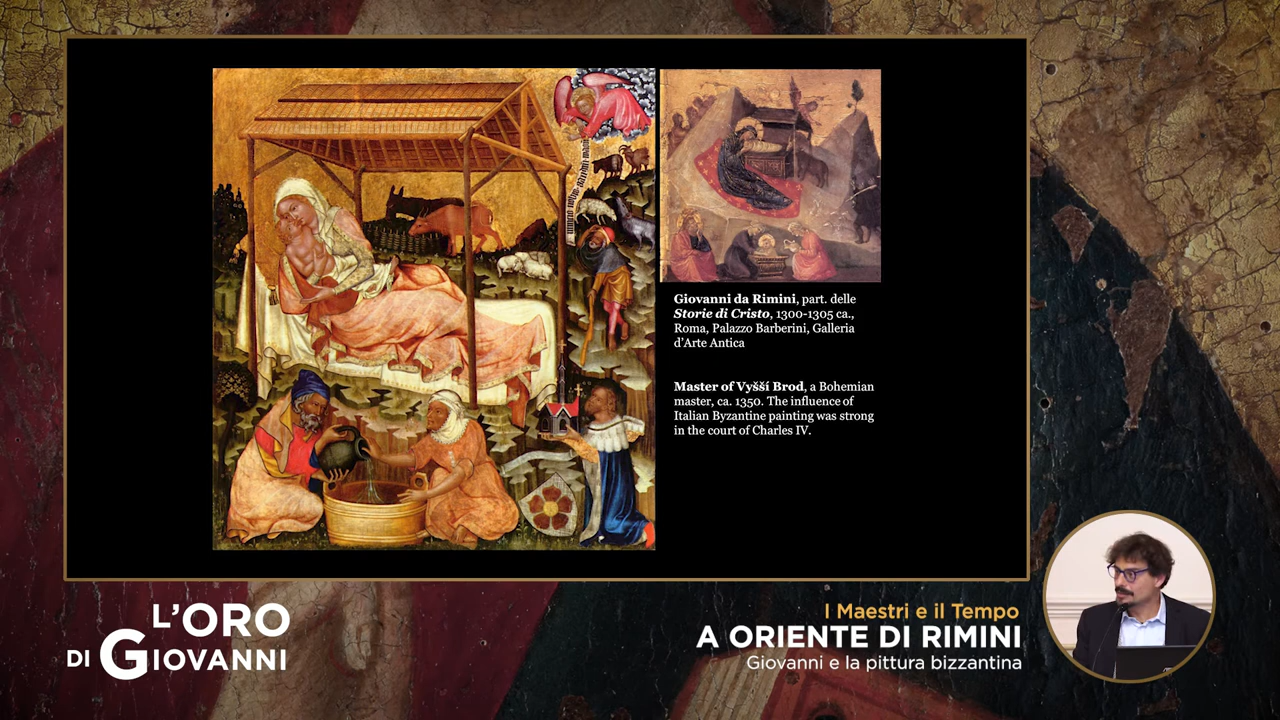 Giovanni da Rimini, part. delle
Storie di Cristo, 1300-1305 ca.,
Roma, Palazzo Barberini, Galleria
d'Arte Antica
Master of Vyšší Brod, a Bohemian
master, ca. 1350. The influence of
Italian Byzantine painting was strong
in the court of Charles IV.
L'ORO
DI GIOVANNI
I Maestri e il Tempo
A ORIENTE DI RIMINI
Giovanni e la pittura bizzantina